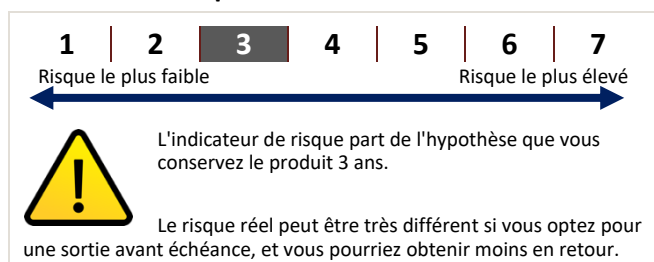 1 2 3 4 5 6 7
Risque le plus faible Risque le plus élevé
L'indicateur de risque part de l'hypothèse que vous
conservez le produit 3 ans.
Le risque réel peut être très différent si vous optez pour
une sortie avant échéance, et vous pourriez obtenir moins en retour.